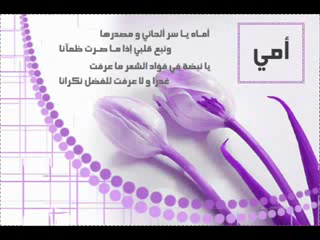 أمي
أماه يا سر ألحاني و مصدرها
ونبع قلبي إذا ما صرت ظمآنا
يا نبضة في فؤاد الشعر ما عرفت
غدرا و لا عرفت للفضل نكرانا